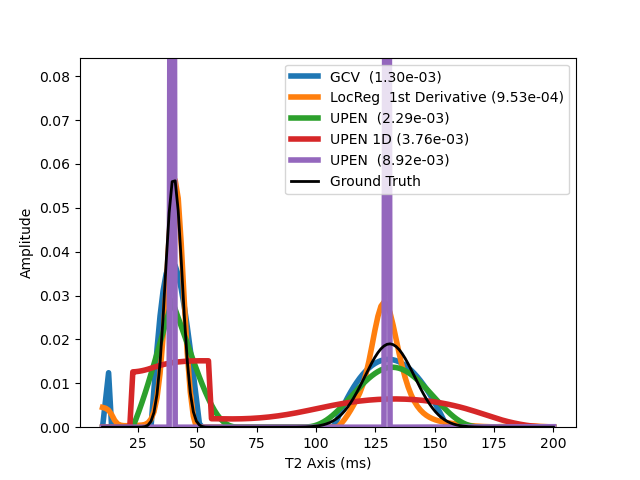 0.08
0.07
0.06
0.05
0.04
0.03
0.02
0.01
0.00
Amplitude
GCV (1.30e-03)
LocReg 1st Derivative (9.53e-04)
UPEN (2.29e-03)
UPEN 1D (3.76e-03)
UPEN (8.92e-03)
Ground Truth
25 50 75 100 125 150 175 200
T2 Axis (ms)